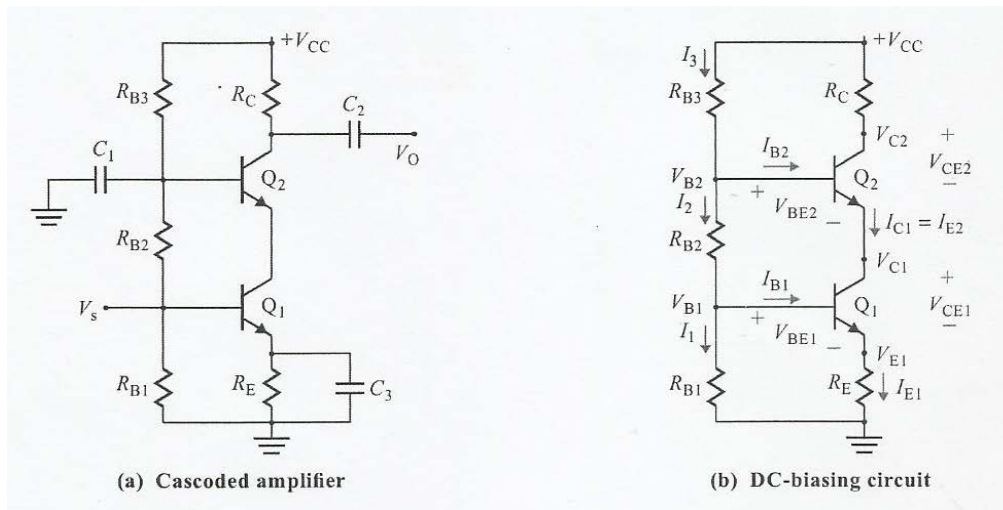 +V_CC
R_B3
R_C
C_2
C_1
V_O
Q_2
R_B2
V_s
Q_1
R_B1
R_E
C_3
(a) Cascoded amplifier
+V_CC
I_3
R_B3
R_C
V_C2
+
I_B2
V_CE2
V_B2
Q_2
−
I_2
+
V_BE2
−
I_C1 = I_E2
R_B2
V_C1
I_B1
+
V_B1
Q_1
V_CE1
I_1
+
V_BE1
−
−
V_E1
R_B1
R_E
I_E1
(b) DC-biasing circuit